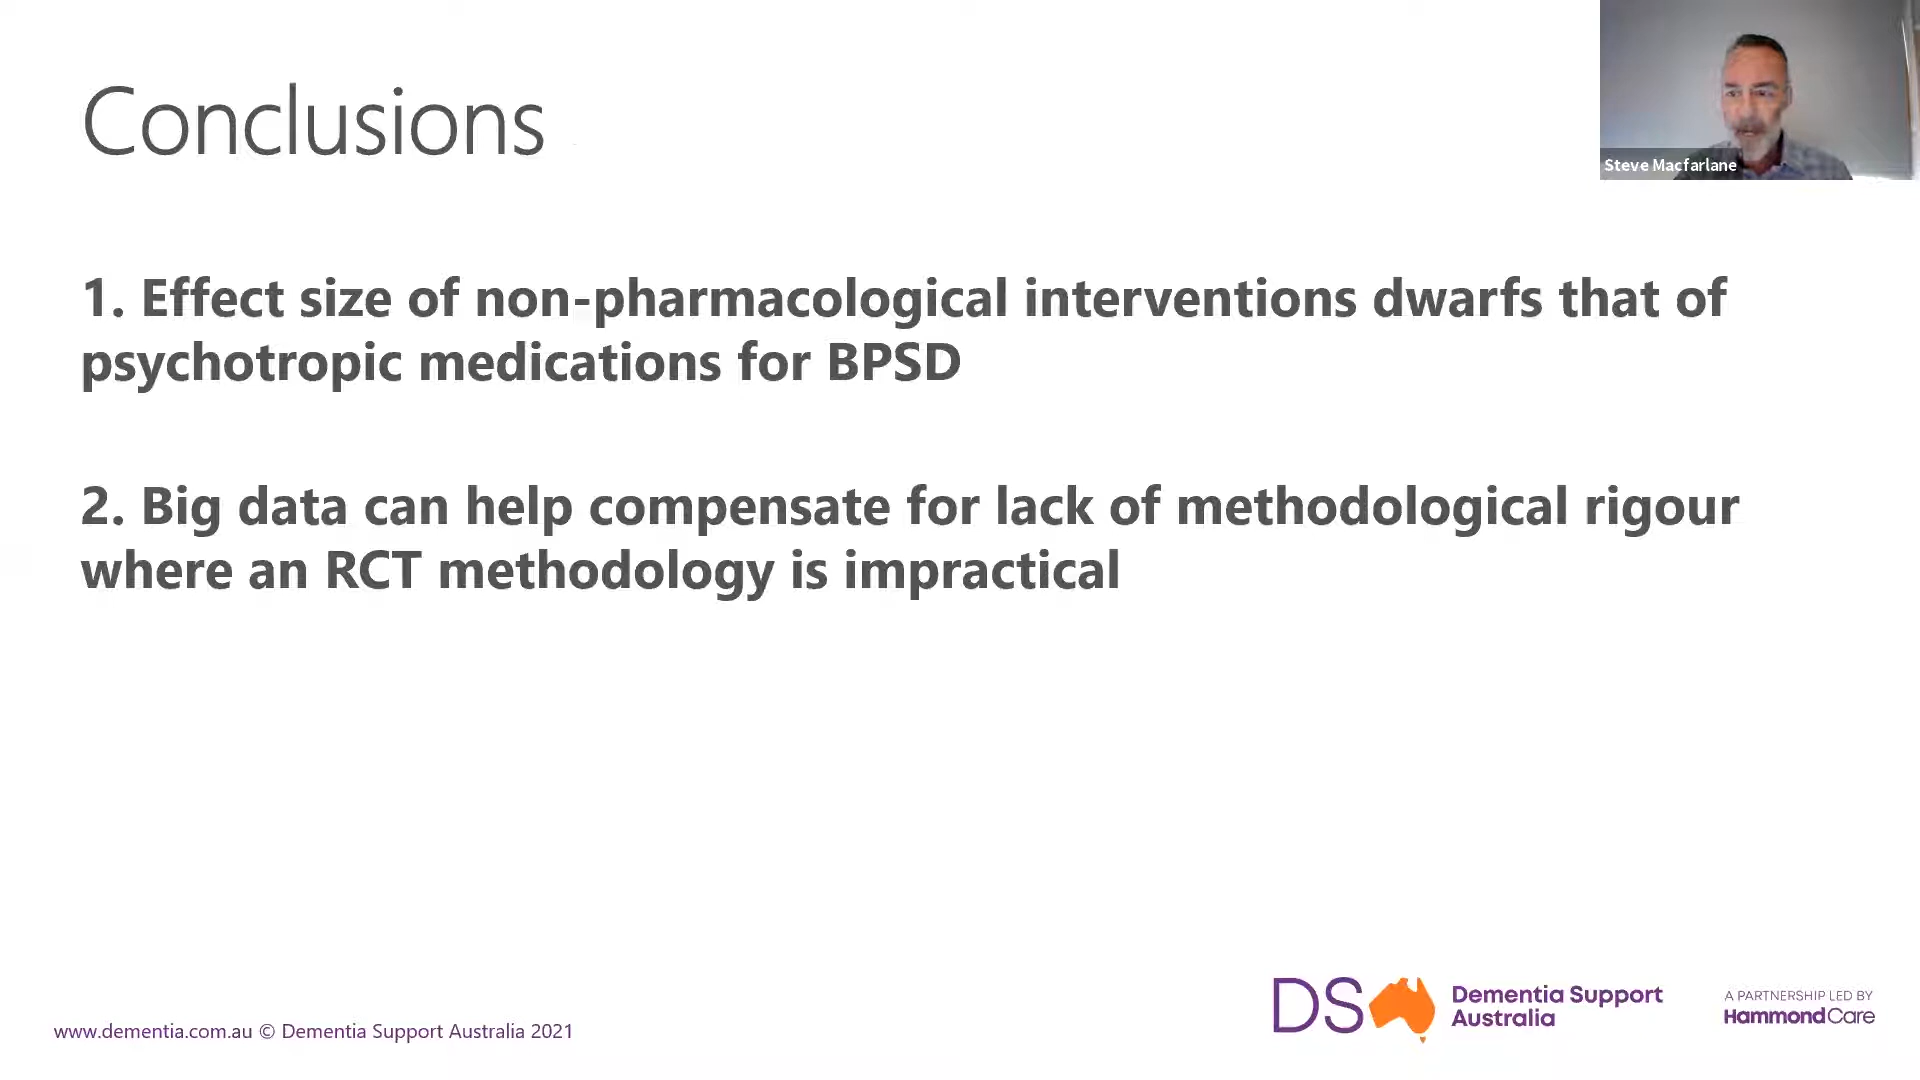 Conclusions
Steve Macfarlane
1. Effect size of non-pharmacological interventions dwarfs that of
psychotropic medications for BPSD
2. Big data can help compensate for lack of methodological rigour
where an RCT methodology is impractical
www.dementia.com.au © Dementia Support Australia 2021
DS
Dementia Support
Australia
A PARTNERSHIP LED BY
HammondCare